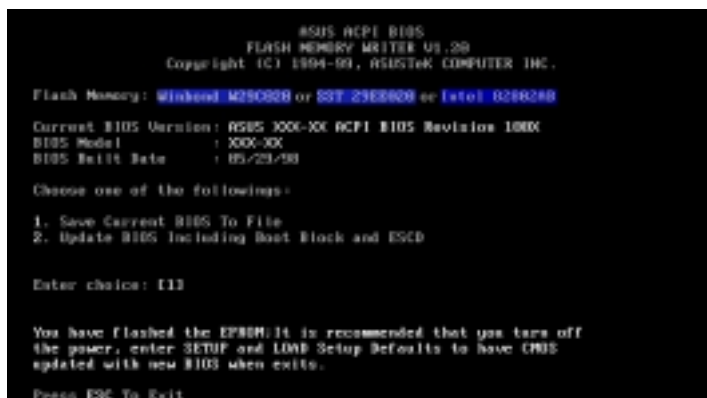 ASUS ACPI BIOS
FLASH MEMORY WRITER V1.20
Copyright (C) 1994-99, ASUSTeK COMPUTER INC.
Flash Memory: Winbond W29C020 or SST 29EE020 or Intel 82802AB
Current BIOS Version: ASUS XXX-XX ACPI BIOS Revision 100X
BIOS Model : XXX-XX
BIOS Built Date : 05/29/98
Choose one of the followings:
1. Save Current BIOS To File
2. Update BIOS Including Boot Block and ESCD
Enter choice: [1]
You have flashed the EPROM;It is recommended that you turn off
the power, enter SETUP and LOAD Setup Defaults to have CMOS
updated with new BIOS when exits.
Press ESC To Exit